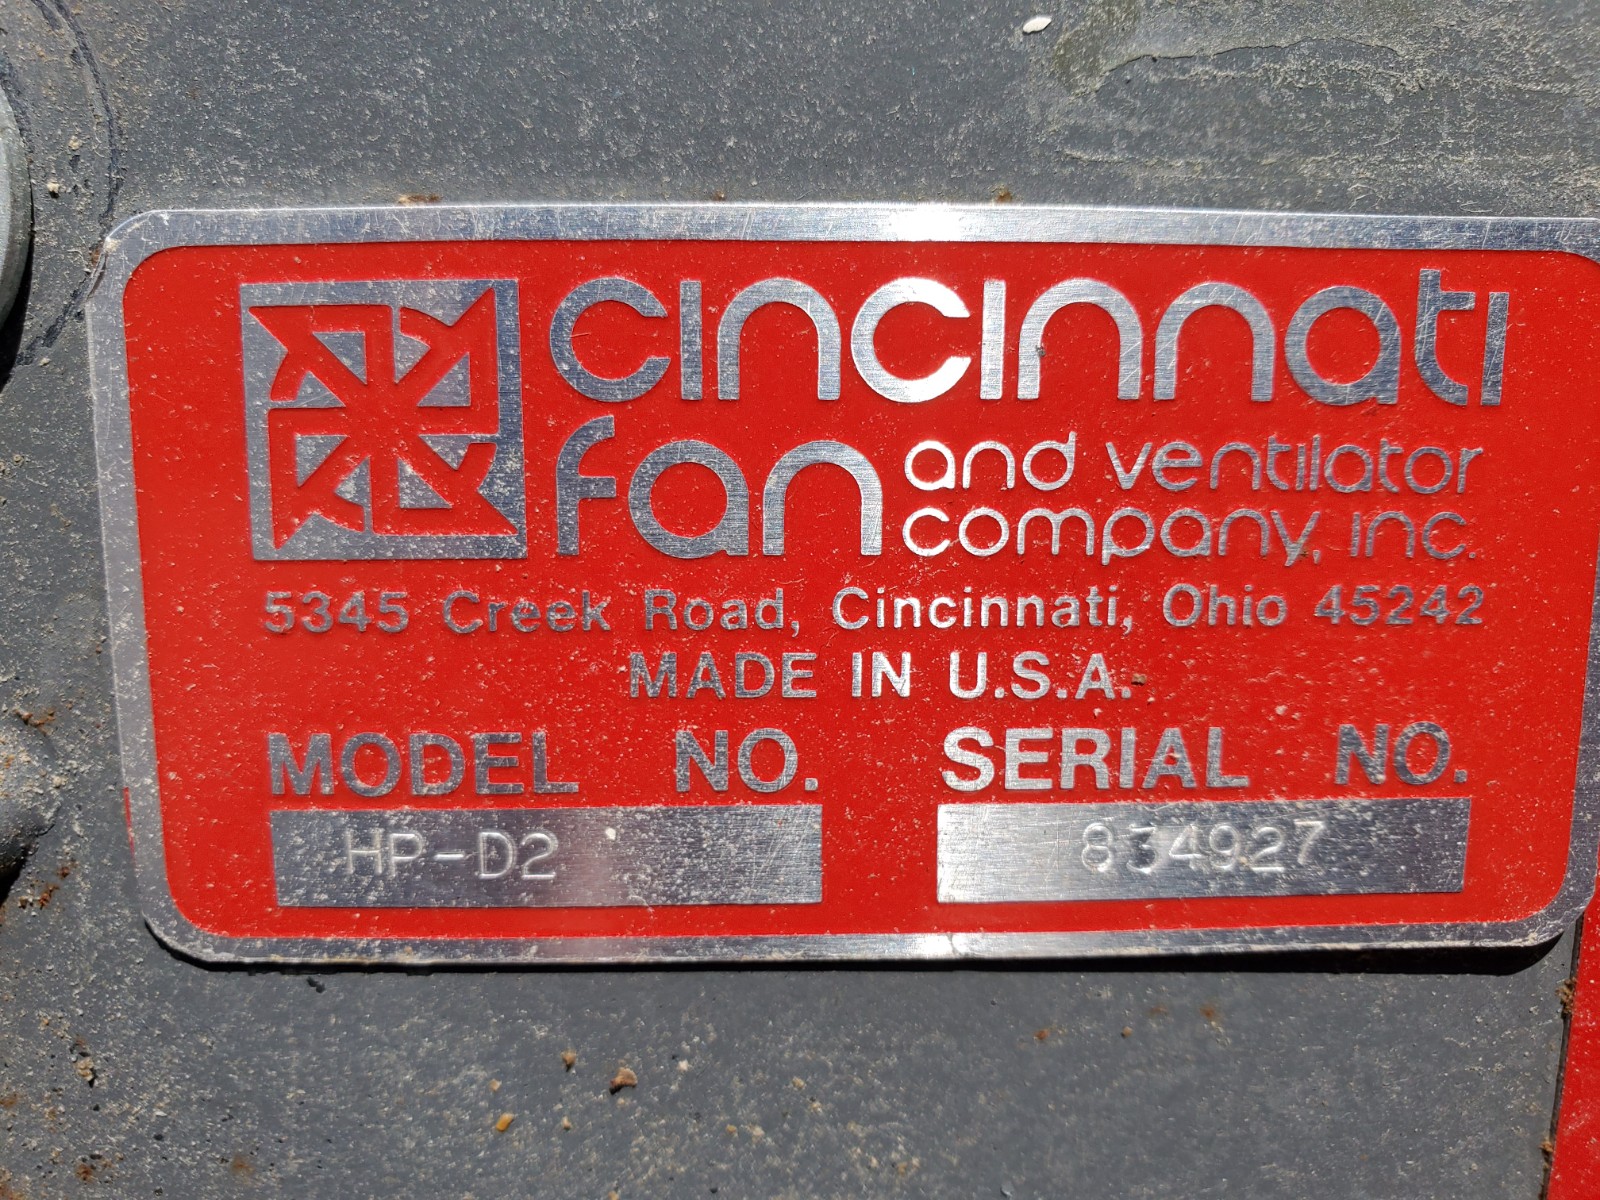 cincinnati
fan and ventilator
company, inc.
5345 Creek Road, Cincinnati, Ohio 45242
MADE IN U.S.A.
MODEL NO. SERIAL NO.
HP-D2 834927